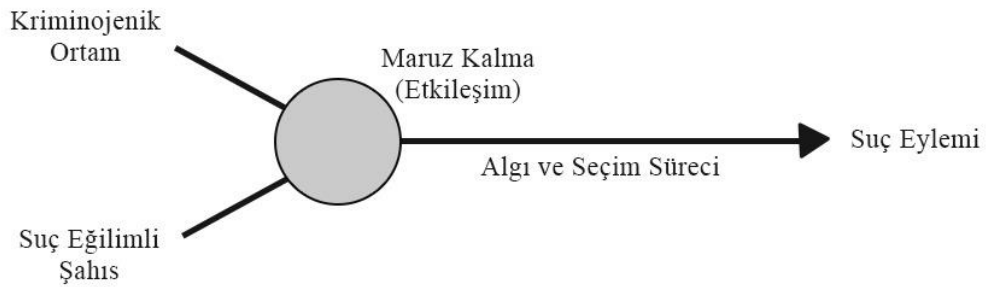 Kriminojenik
Ortam
Maruz Kalma
(Etkileşim)
Suç Eylemi
Algı ve Seçim Süreci
Suç Eğilimli
Şahıs